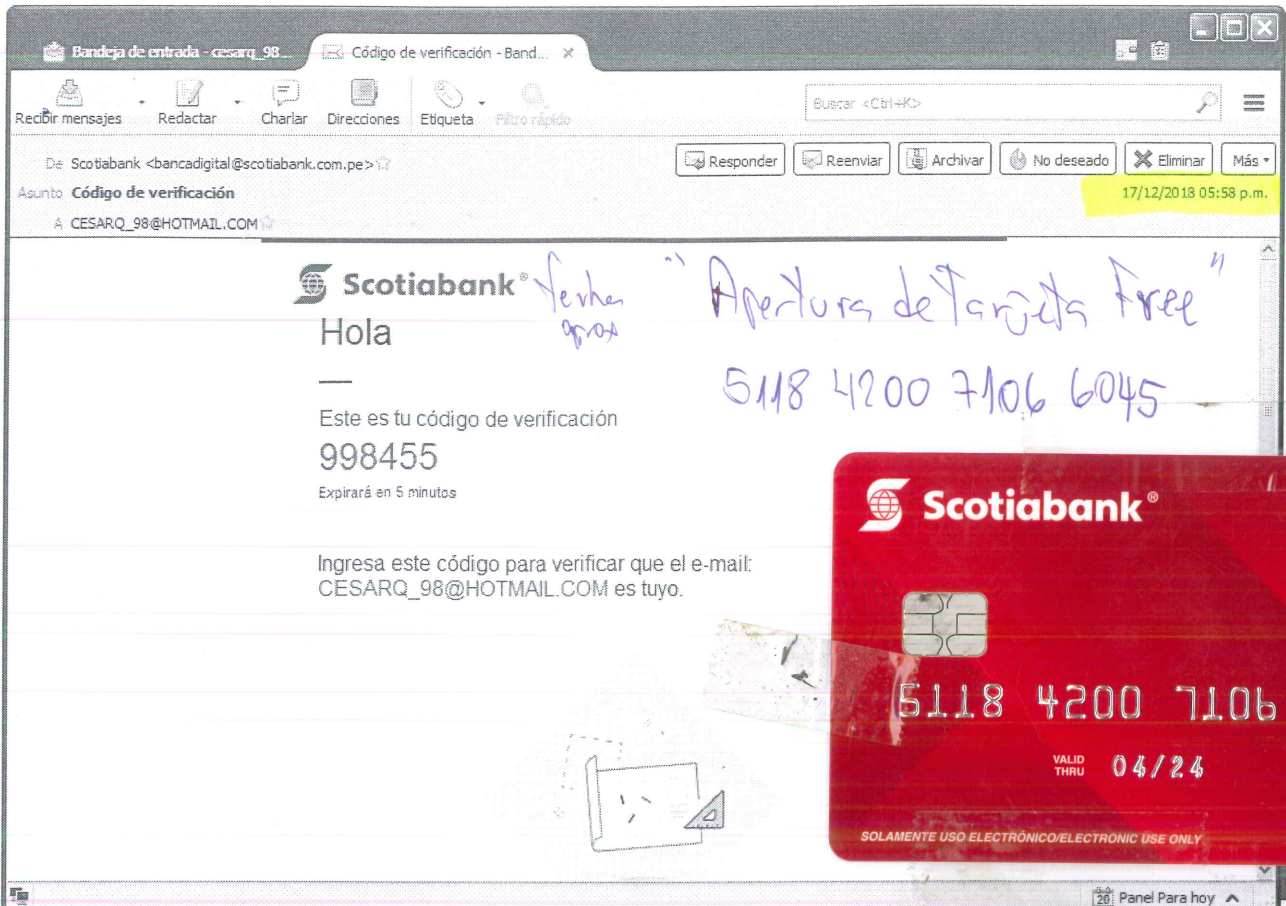 Bandeja de entrada - cesarq_98...
Código de verificación - Band...
Recibir mensajes Redactar Charlar Direcciones Etiqueta Filtro rápido
Buscar <Ctrl+K>
De Scotiabank <bancadigital@scotiabank.com.pe>
Responder Reenviar Archivar No deseado Eliminar Más
Asunto Código de verificación
17/12/2018 05:58 p.m.
A CESARQ_98@HOTMAIL.COM
Scotiabank®
aprox
"Apertura de Tarjeta Free"
Hola
5118 4200 7106 6045
Este es tu código de verificación
998455
Expirará en 5 minutos
Ingresa este código para verificar que el e-mail:
CESARQ_98@HOTMAIL.COM es tuyo.
Scotiabank®
5118 4200 7106
VALID THRU 04/24
SOLAMENTE USO ELECTRÓNICO/ELECTRONIC USE ONLY
20 Panel Para hoy